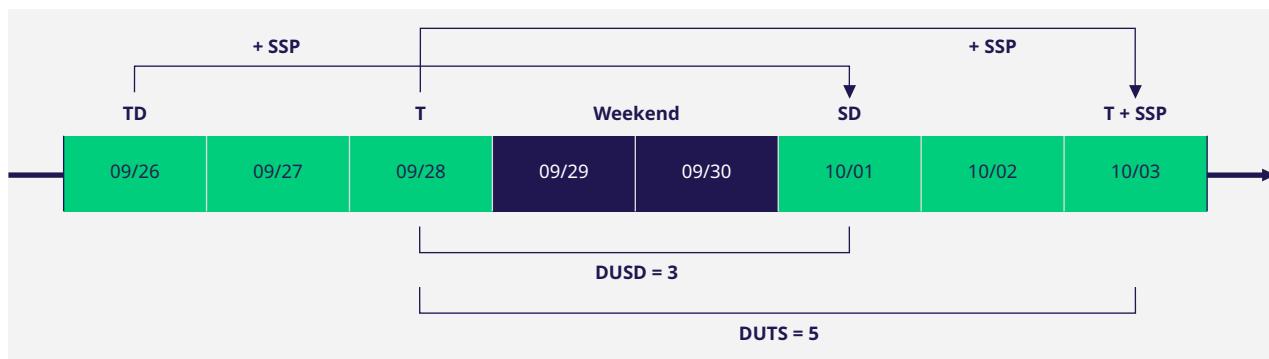 + SSP + SSP
TD T Weekend SD T + SSP
09/26 09/27 09/28 09/29 09/30 10/01 10/02 10/03
DUSD = 3
DUTS = 5